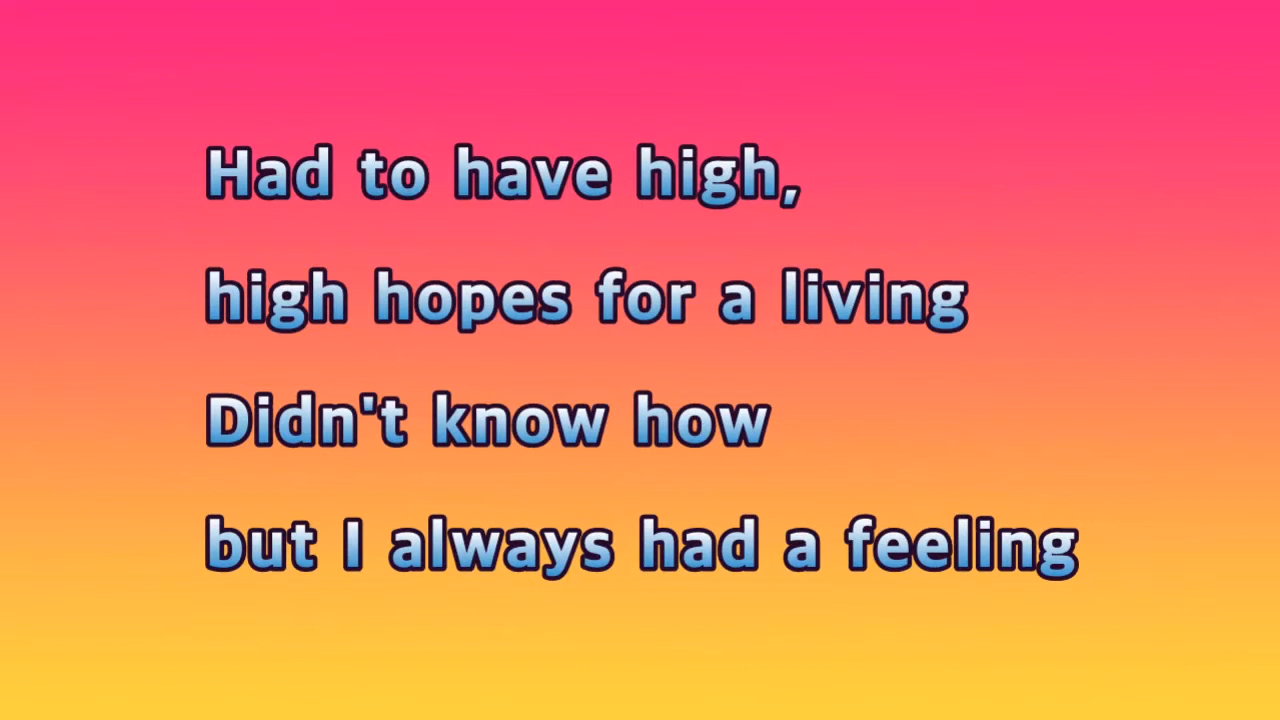 Had to have high,
high hopes for a living
Didn't know how
but I always had a feeling